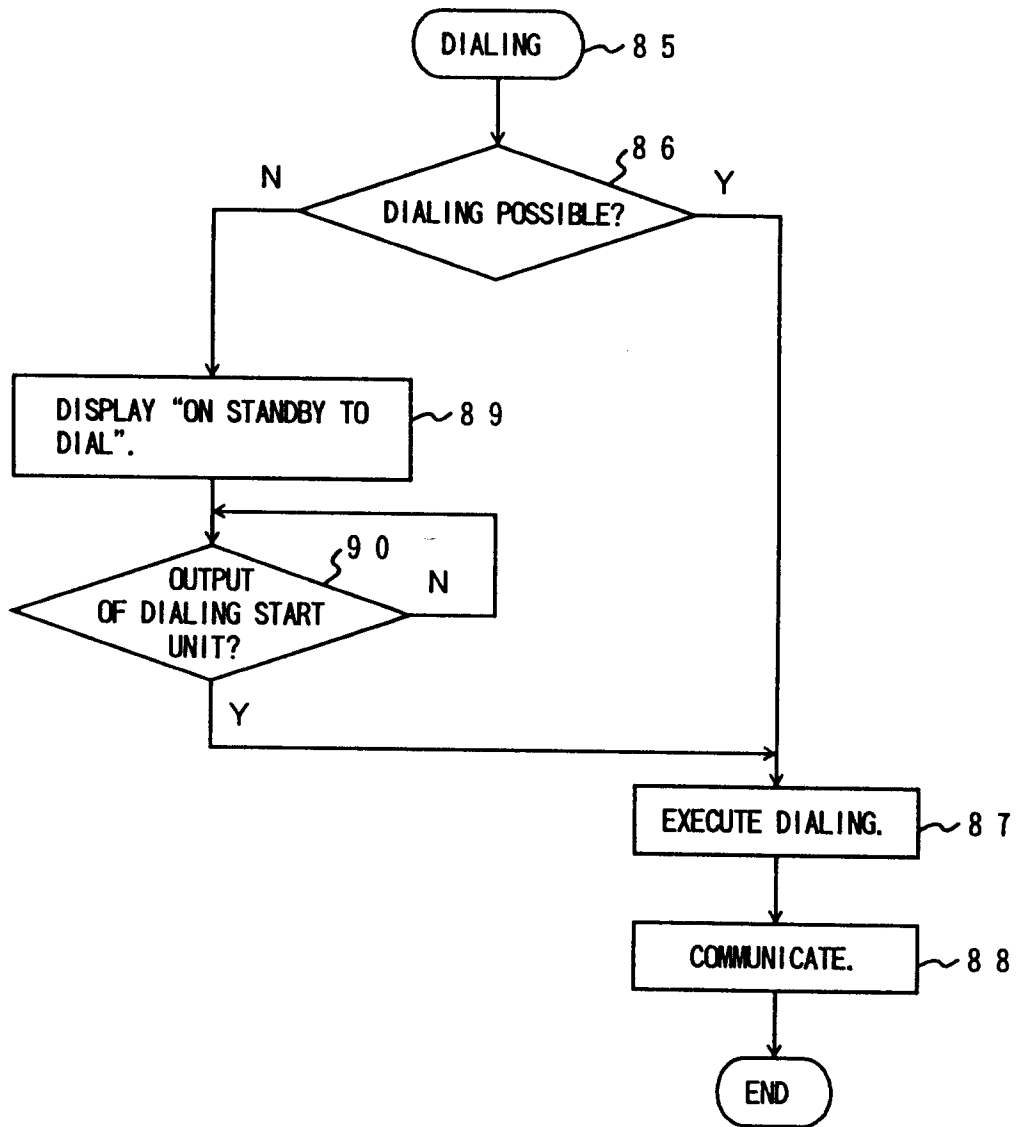 DIALING
85
86
N
Y
DIALING POSSIBLE?
DISPLAY “ON STANDBY TO
DIAL”.
89
90
OUTPUT
OF DIALING START
UNIT?
N
Y
EXECUTE DIALING.
87
COMMUNICATE.
88
END